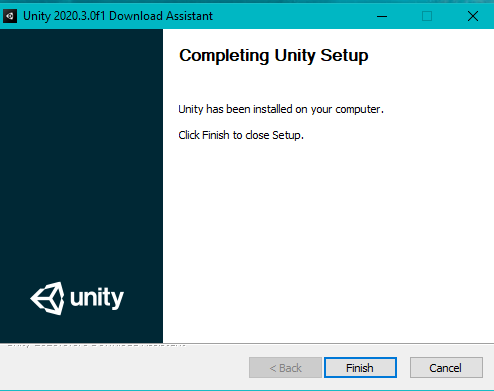 Unity 2020.3.0f1 Download Assistant
Completing Unity Setup
Unity has been installed on your computer.
Click Finish to close Setup.
unity
< Back
Finish
Cancel